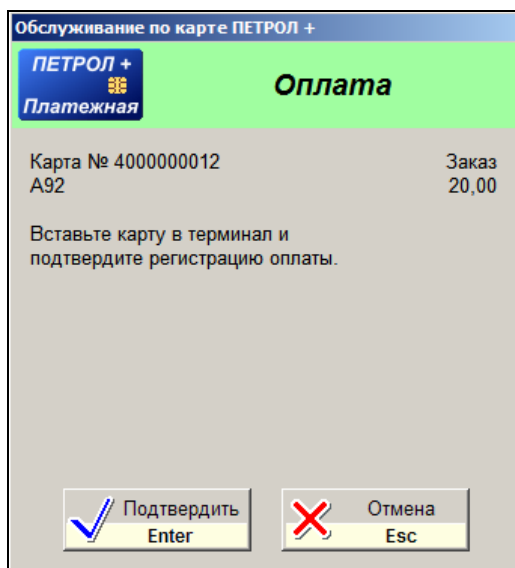 Обслуживание по карте ПЕТРОЛ +
ПЕТРОЛ +
Платежная
Оплата
Карта № 4000000012 Заказ
А92 20,00
Вставьте карту в терминал и
подтвердите регистрацию оплаты.
Подтвердить
Enter
Отмена
Esc